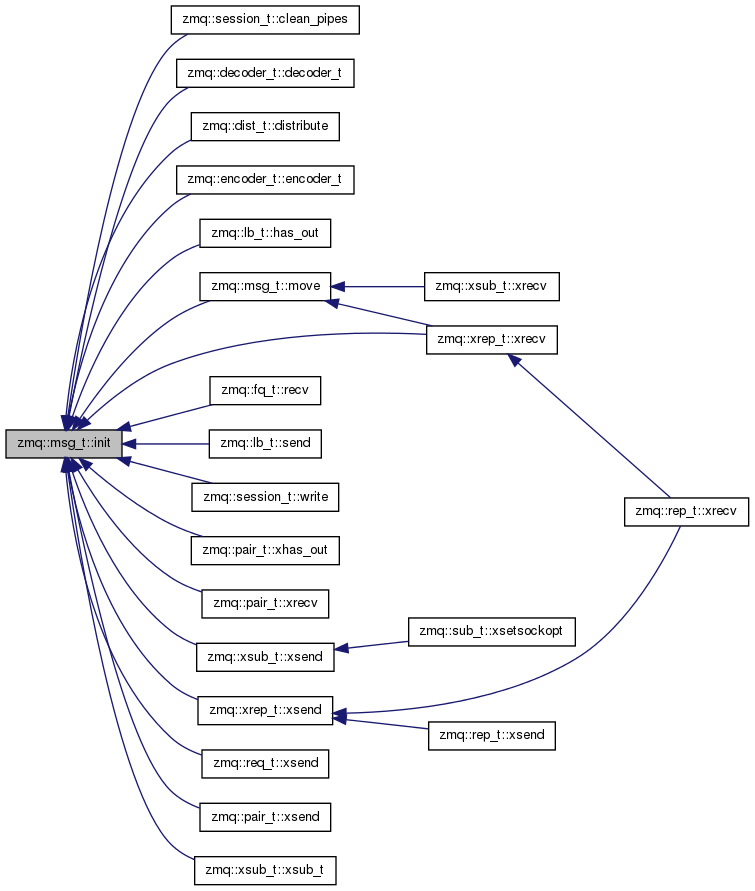 zmq::session_t::clean_pipes
zmq::decoder_t::decoder_t
zmq::dist_t::distribute
zmq::encoder_t::encoder_t
zmq::lb_t::has_out
zmq::msg_t::move
zmq::xsub_t::xrecv
zmq::xrep_t::xrecv
zmq::fq_t::recv
zmq::msg_t::init
zmq::lb_t::send
zmq::session_t::write
zmq::rep_t::xrecv
zmq::pair_t::xhas_out
zmq::pair_t::xrecv
zmq::sub_t::xsetsockopt
zmq::xsub_t::xsend
zmq::xrep_t::xsend
zmq::rep_t::xsend
zmq::req_t::xsend
zmq::pair_t::xsend
zmq::xsub_t::xsub_t